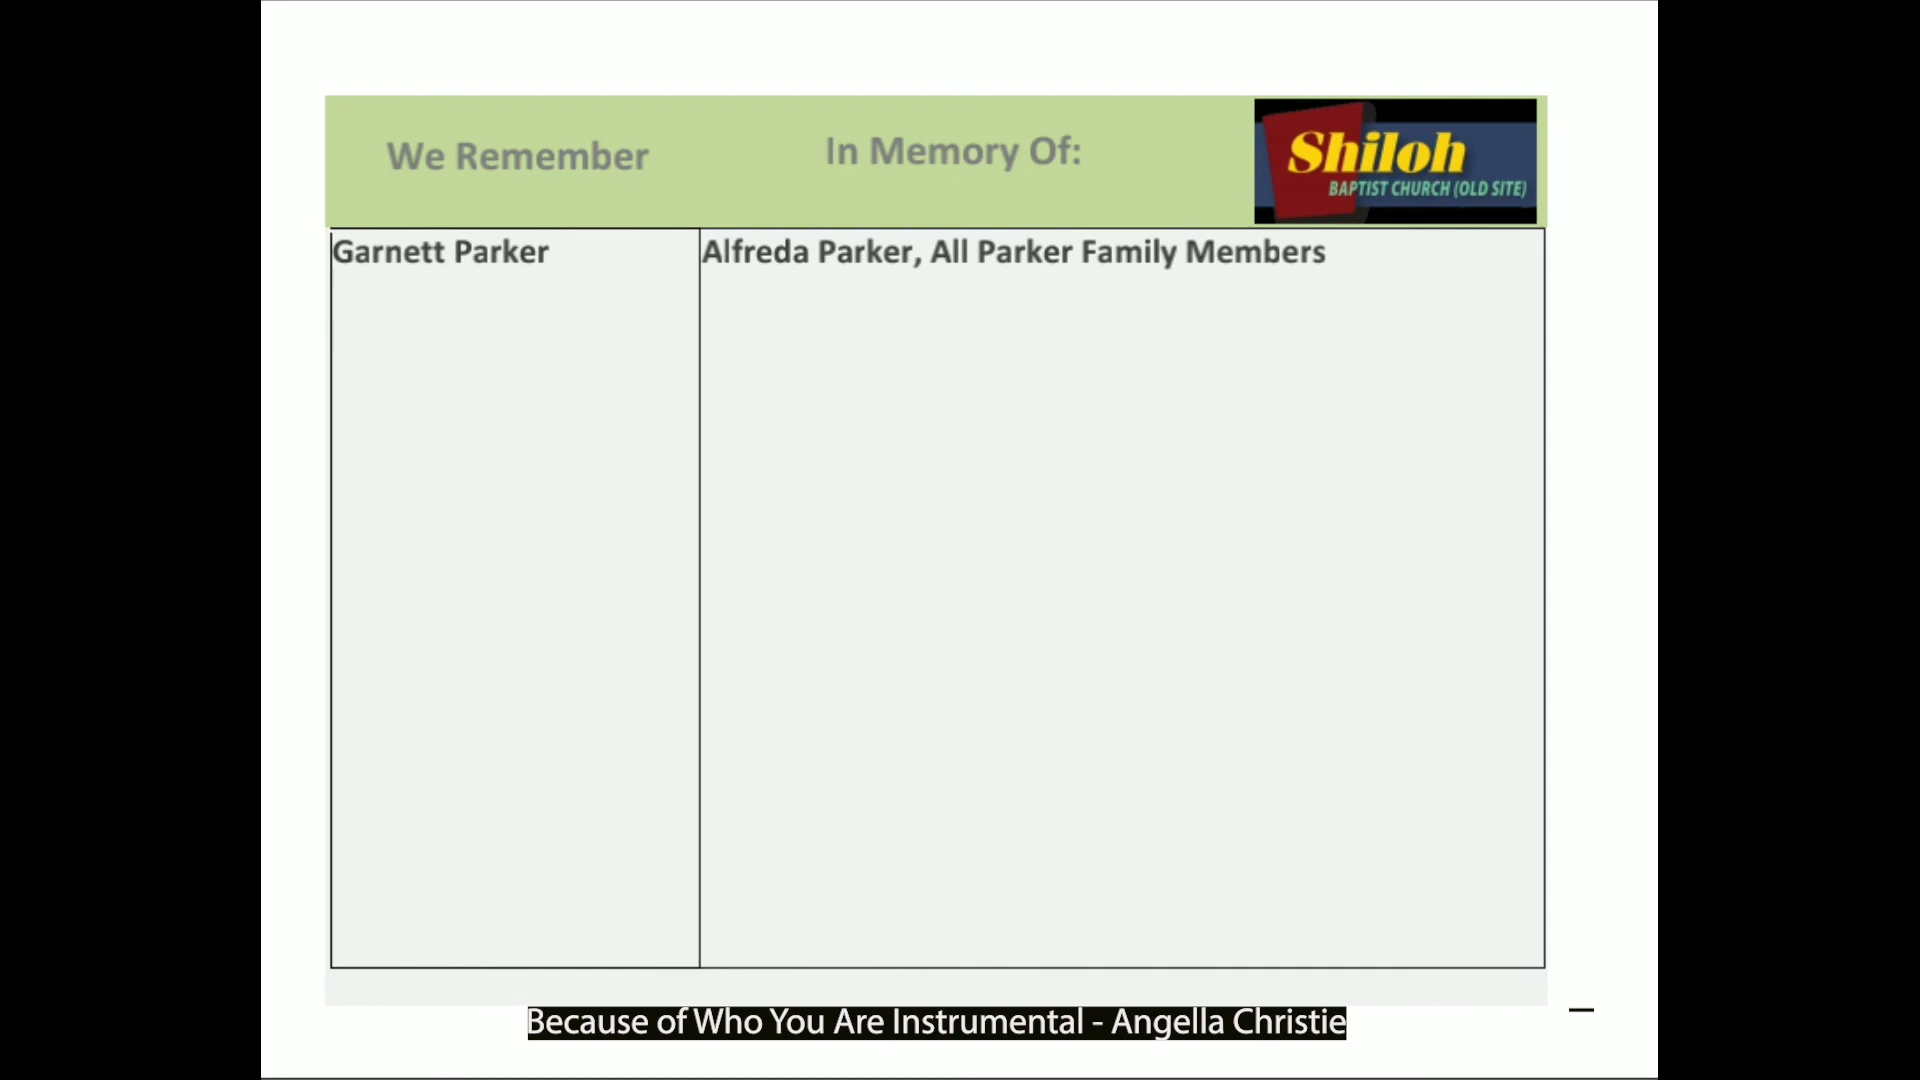 We Remember
In Memory Of:
Shiloh
BAPTIST CHURCH (OLD SITE)
Garnett Parker
Alfreda Parker, All Parker Family Members
Because of Who You Are Instrumental - Angella Christie